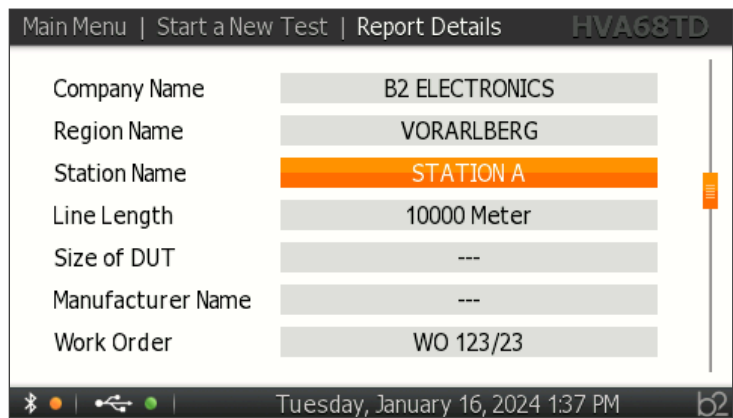 Main Menu | Start a New Test | Report Details HVA68TD
Company Name B2 ELECTRONICS
Region Name VORARLBERG
Station Name STATION A
Line Length 10000 Meter
Size of DUT ---
Manufacturer Name ---
Work Order WO 123/23
Tuesday, January 16, 2024 1:37 PM b2